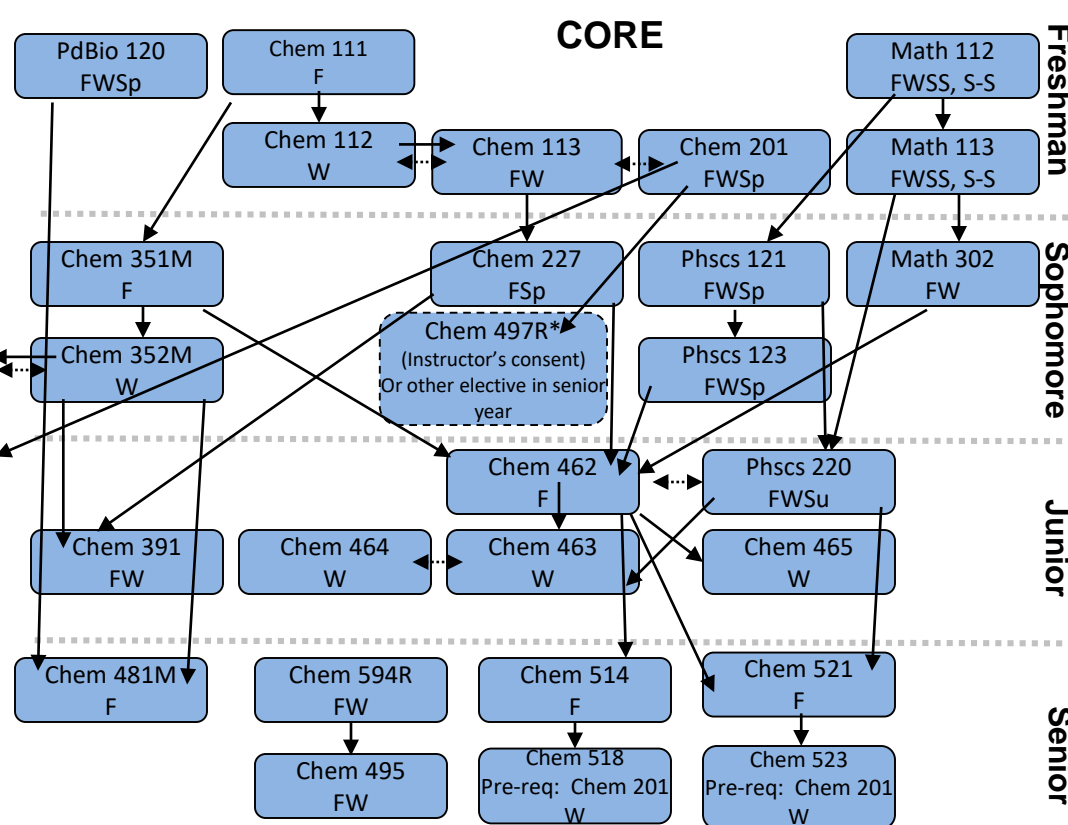 CORE
Freshman
PdBio 120
FWSp
Chem 111
F
Math 112
FWSS, S-S
Chem 112
W
Chem 113
FW
Chem 201
FWSp
Math 113
FWSS, S-S
Sophomore
Chem 351M
F
Chem 227
FSp
Phscs 121
FWSp
Math 302
FW
Chem 497R*
(Instructor's consent)
Or other elective in senior
year
Chem 352M
W
Phscs 123
FWSp
Junior
Chem 462
F
Phscs 220
FWSu
Chem 391
FW
Chem 464
W
Chem 463
W
Chem 465
W
Senior
Chem 481M
F
Chem 594R
FW
Chem 514
F
Chem 521
F
Chem 495
FW
Chem 518
Pre-req: Chem 201
W
Chem 523
Pre-req: Chem 201
W